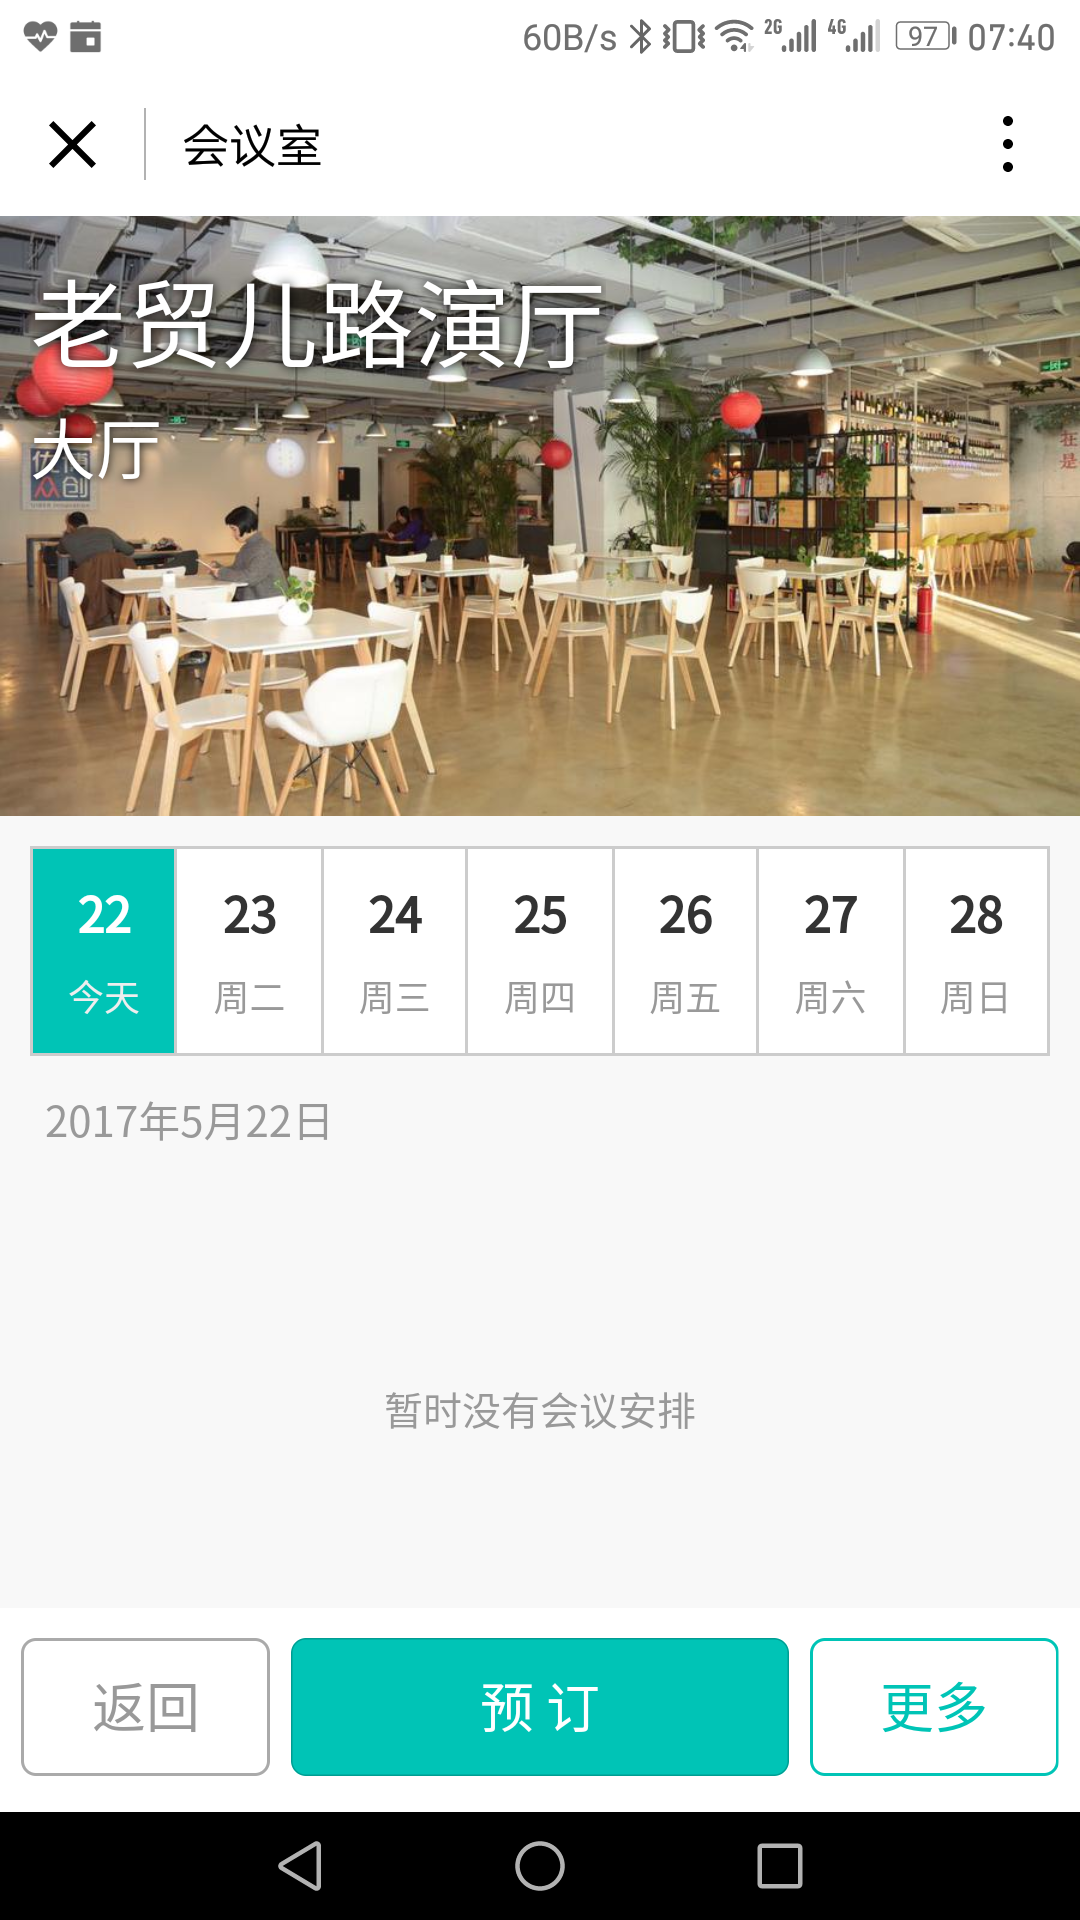 60B/s 2G 4G 97 07:40
会议室
老贸儿路演厅
大厅
22 23 24 25 26 27 28
今天 周二 周三 周四 周五 周六 周日
2017年5月22日
暂时没有会议安排
返回 预订 更多